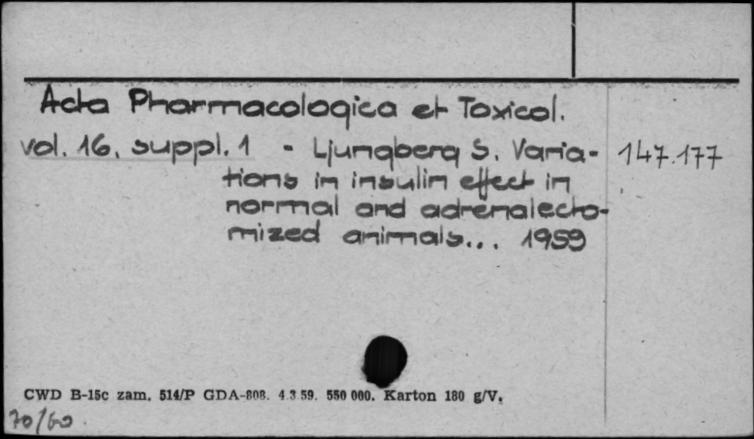 Acta Pharmacologica et Toxicol.
vol. 16, suppl. 1 - Ljungberg S. Varia- 147.177
tions in insulin effect in
normal and adrenalecto-
mized animals... 1959
CWD B-15c zam. 514/P GDA-808. 4.3.59. 550 000. Karton 180 g/V.
70/60